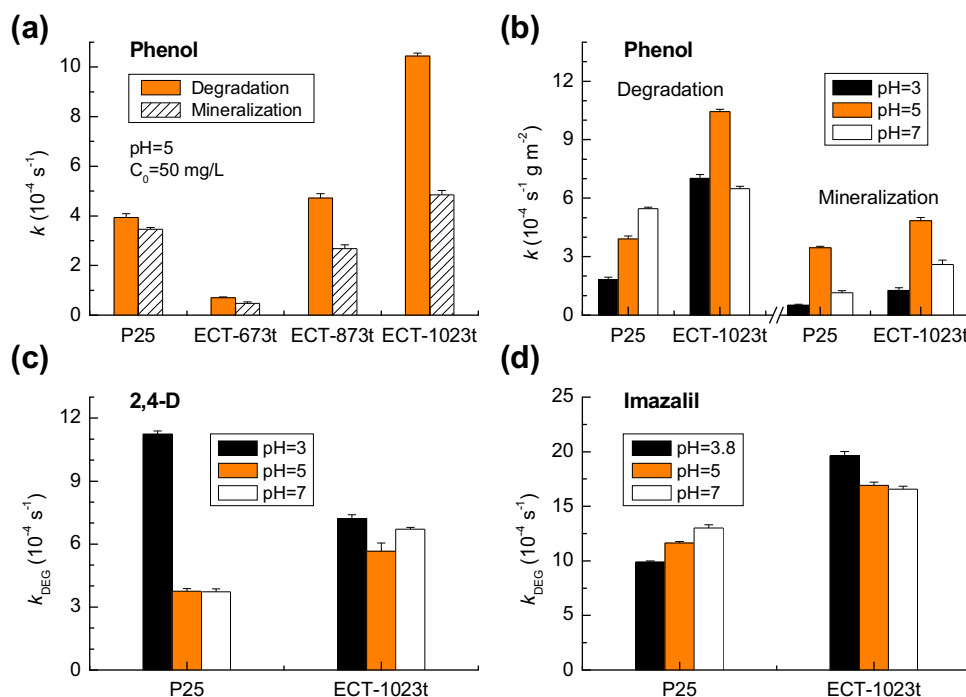 (a)
Phenol
Degradation
Mineralization
pH=5
C₀=50 mg/L
k (10⁻⁴ s⁻¹)
10
8
6
4
2
0
P25 ECT-673t ECT-873t ECT-1023t
(b)
Phenol
Degradation
pH=3
pH=5
pH=7
Mineralization
k (10⁻⁴ s⁻¹ g m⁻²)
12
9
6
3
0
P25 ECT-1023t P25 ECT-1023t
(c)
2,4-D
pH=3
pH=5
pH=7
k_DEG (10⁻⁴ s⁻¹)
12
9
6
3
0
P25 ECT-1023t
(d)
Imazalil
pH=3.8
pH=5
pH=7
k_DEG (10⁻⁴ s⁻¹)
25
20
15
10
5
0
P25 ECT-1023t